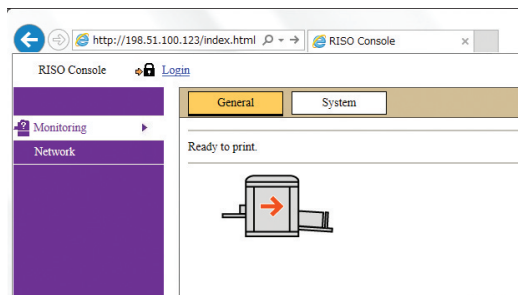 http://198.51.100.123/index.html
RISO Console
RISO Console
Login
General
System
Monitoring
Network
Ready to print.